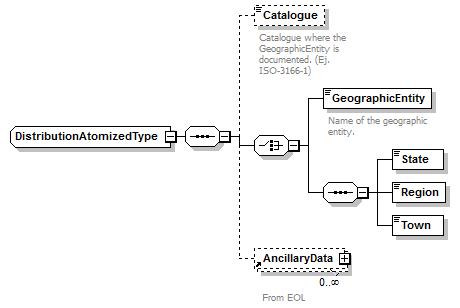 Catalogue
Catalogue where the
GeographicEntity is
documented. (Ej.
ISO-3166-1)
GeographicEntity
Name of the geographic
entity.
DistributionAtomizedType
State
Region
Town
AncillaryData
0..∞
From EOL